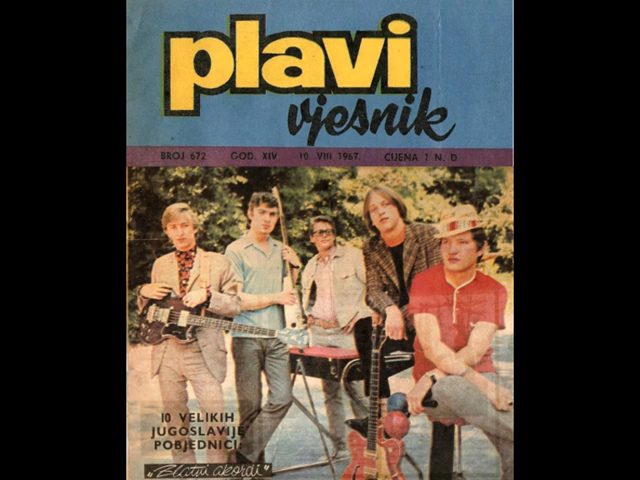 plavi
vjesnik
BROJ 672 GOD. XIV 10. VIII 1967. CIJENA 1 N. D
10 VELIKIH
JUGOSLAVIJE
POBJEDNICI:
"Zlatni akordi"